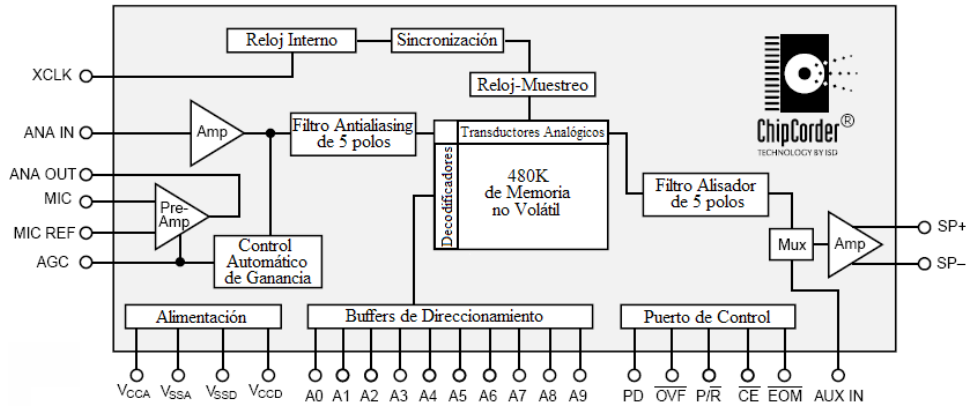 Reloj Interno
Sincronización
XCLK
Reloj-Muestreo
ChipCorder®
TECHNOLOGY BY ISD
ANA IN
Amp
Filtro Antialiasing
de 5 polos
Transductores Analógicos
Decodificadores
480K
de Memoria
no Volátil
ANA OUT
MIC
MIC REF
AGC
Pre-
Amp
Control
Automático
de Ganancia
Filtro Alisador
de 5 polos
Mux
Amp
SP+
SP–
Alimentación
Buffers de Direccionamiento
Puerto de Control
VCCA VSSA VSSD VCCD A0 A1 A2 A3 A4 A5 A6 A7 A8 A9 PD OVF P/R CE EOM AUX IN